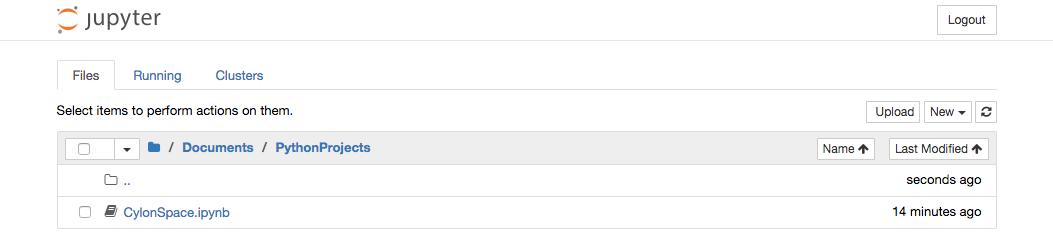 jupyter Logout
Files Running Clusters
Select items to perform actions on them. Upload New
/ Documents / PythonProjects Name Last Modified
.. seconds ago
CylonSpace.ipynb 14 minutes ago